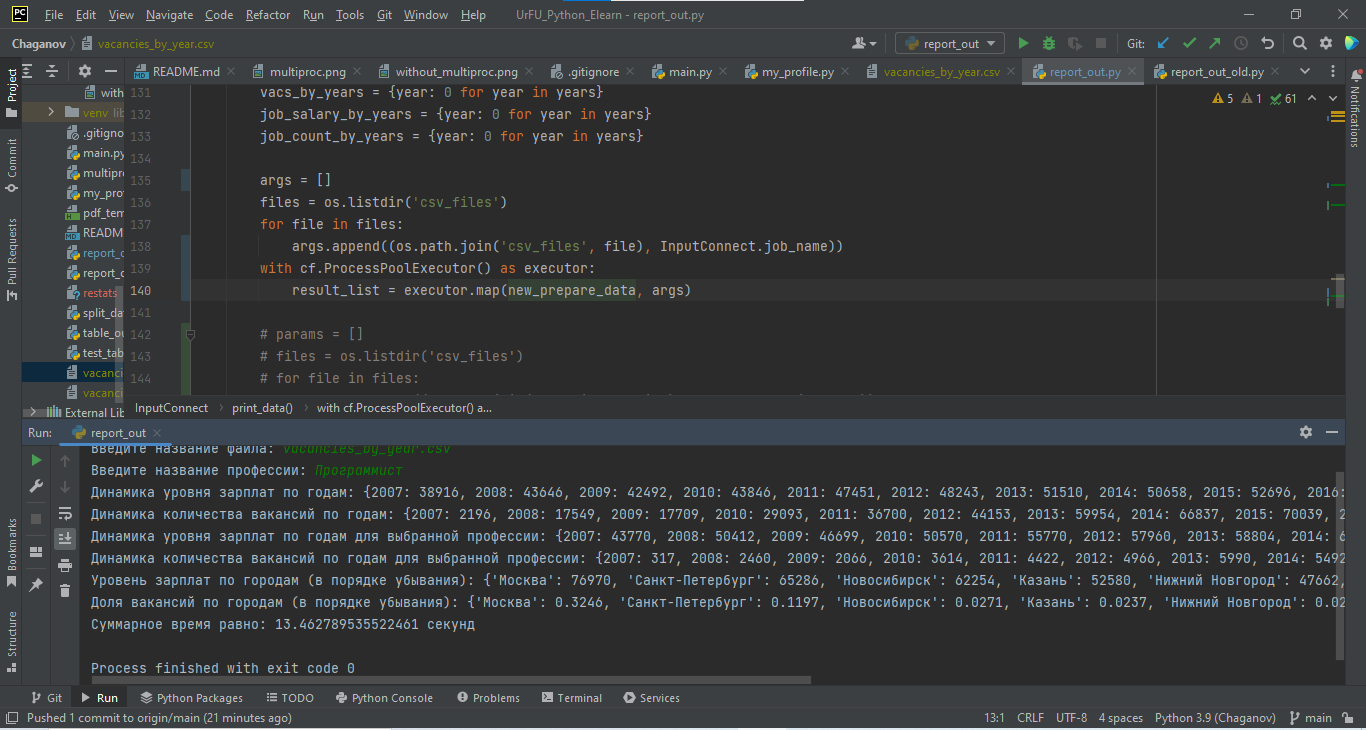 PC File Edit View Navigate Code Refactor Run Tools Git Window Help UrFU_Python_Elearn - report_out.py
Chaganov vacancies_by_year.csv report_out Git:
README.md multiproc.png without_multiproc.png .gitignore main.py my_profile.py vacancies_by_year.csv report_out.py report_out_old.py
Project
Commit
Pull Requests
Bookmarks
Structure
Notifications
with
venv lib
.gitigno
main.py
multipro
my_prof
pdf_tem
READM
report_o
report_o
restats
split_da
table_ou
test_tab
vacanci
vacanci
External Lib
5 1 61
131 vacs_by_years = {year: 0 for year in years}
132 job_salary_by_years = {year: 0 for year in years}
133 job_count_by_years = {year: 0 for year in years}
134
135 args = []
136 files = os.listdir('csv_files')
137 for file in files:
138 args.append((os.path.join('csv_files', file), InputConnect.job_name))
139 with cf.ProcessPoolExecutor() as executor:
140 result_list = executor.map(new_prepare_data, args)
141
142 # params = []
143 # files = os.listdir('csv_files')
144 # for file in files:
InputConnect print_data() with cf.ProcessPoolExecutor() a...
Run: report_out
Введите название файла: vacancies_by_year.csv
Введите название профессии: Программист
Динамика уровня зарплат по годам: {2007: 38916, 2008: 43646, 2009: 42492, 2010: 43846, 2011: 47451, 2012: 48243, 2013: 51510, 2014: 50658, 2015: 52696, 2016:
Динамика количества вакансий по годам: {2007: 2196, 2008: 17549, 2009: 17709, 2010: 29093, 2011: 36700, 2012: 44153, 2013: 59954, 2014: 66837, 2015: 70039, 2
Динамика уровня зарплат по годам для выбранной профессии: {2007: 43770, 2008: 50412, 2009: 46699, 2010: 50570, 2011: 55770, 2012: 57960, 2013: 58804, 2014: 6
Динамика количества вакансий по годам для выбранной профессии: {2007: 317, 2008: 2460, 2009: 2066, 2010: 3614, 2011: 4422, 2012: 4966, 2013: 5990, 2014: 5492
Уровень зарплат по городам (в порядке убывания): {'Москва': 76970, 'Санкт-Петербург': 65286, 'Новосибирск': 62254, 'Казань': 52580, 'Нижний Новгород': 47662,
Доля вакансий по городам (в порядке убывания): {'Москва': 0.3246, 'Санкт-Петербург': 0.1197, 'Новосибирск': 0.0271, 'Казань': 0.0237, 'Нижний Новгород': 0.02
Суммарное время равно: 13.462789535522461 секунд
Process finished with exit code 0
Git Run Python Packages TODO Python Console Problems Terminal Services
Pushed 1 commit to origin/main (21 minutes ago) 13:1 CRLF UTF-8 4 spaces Python 3.9 (Chaganov) main